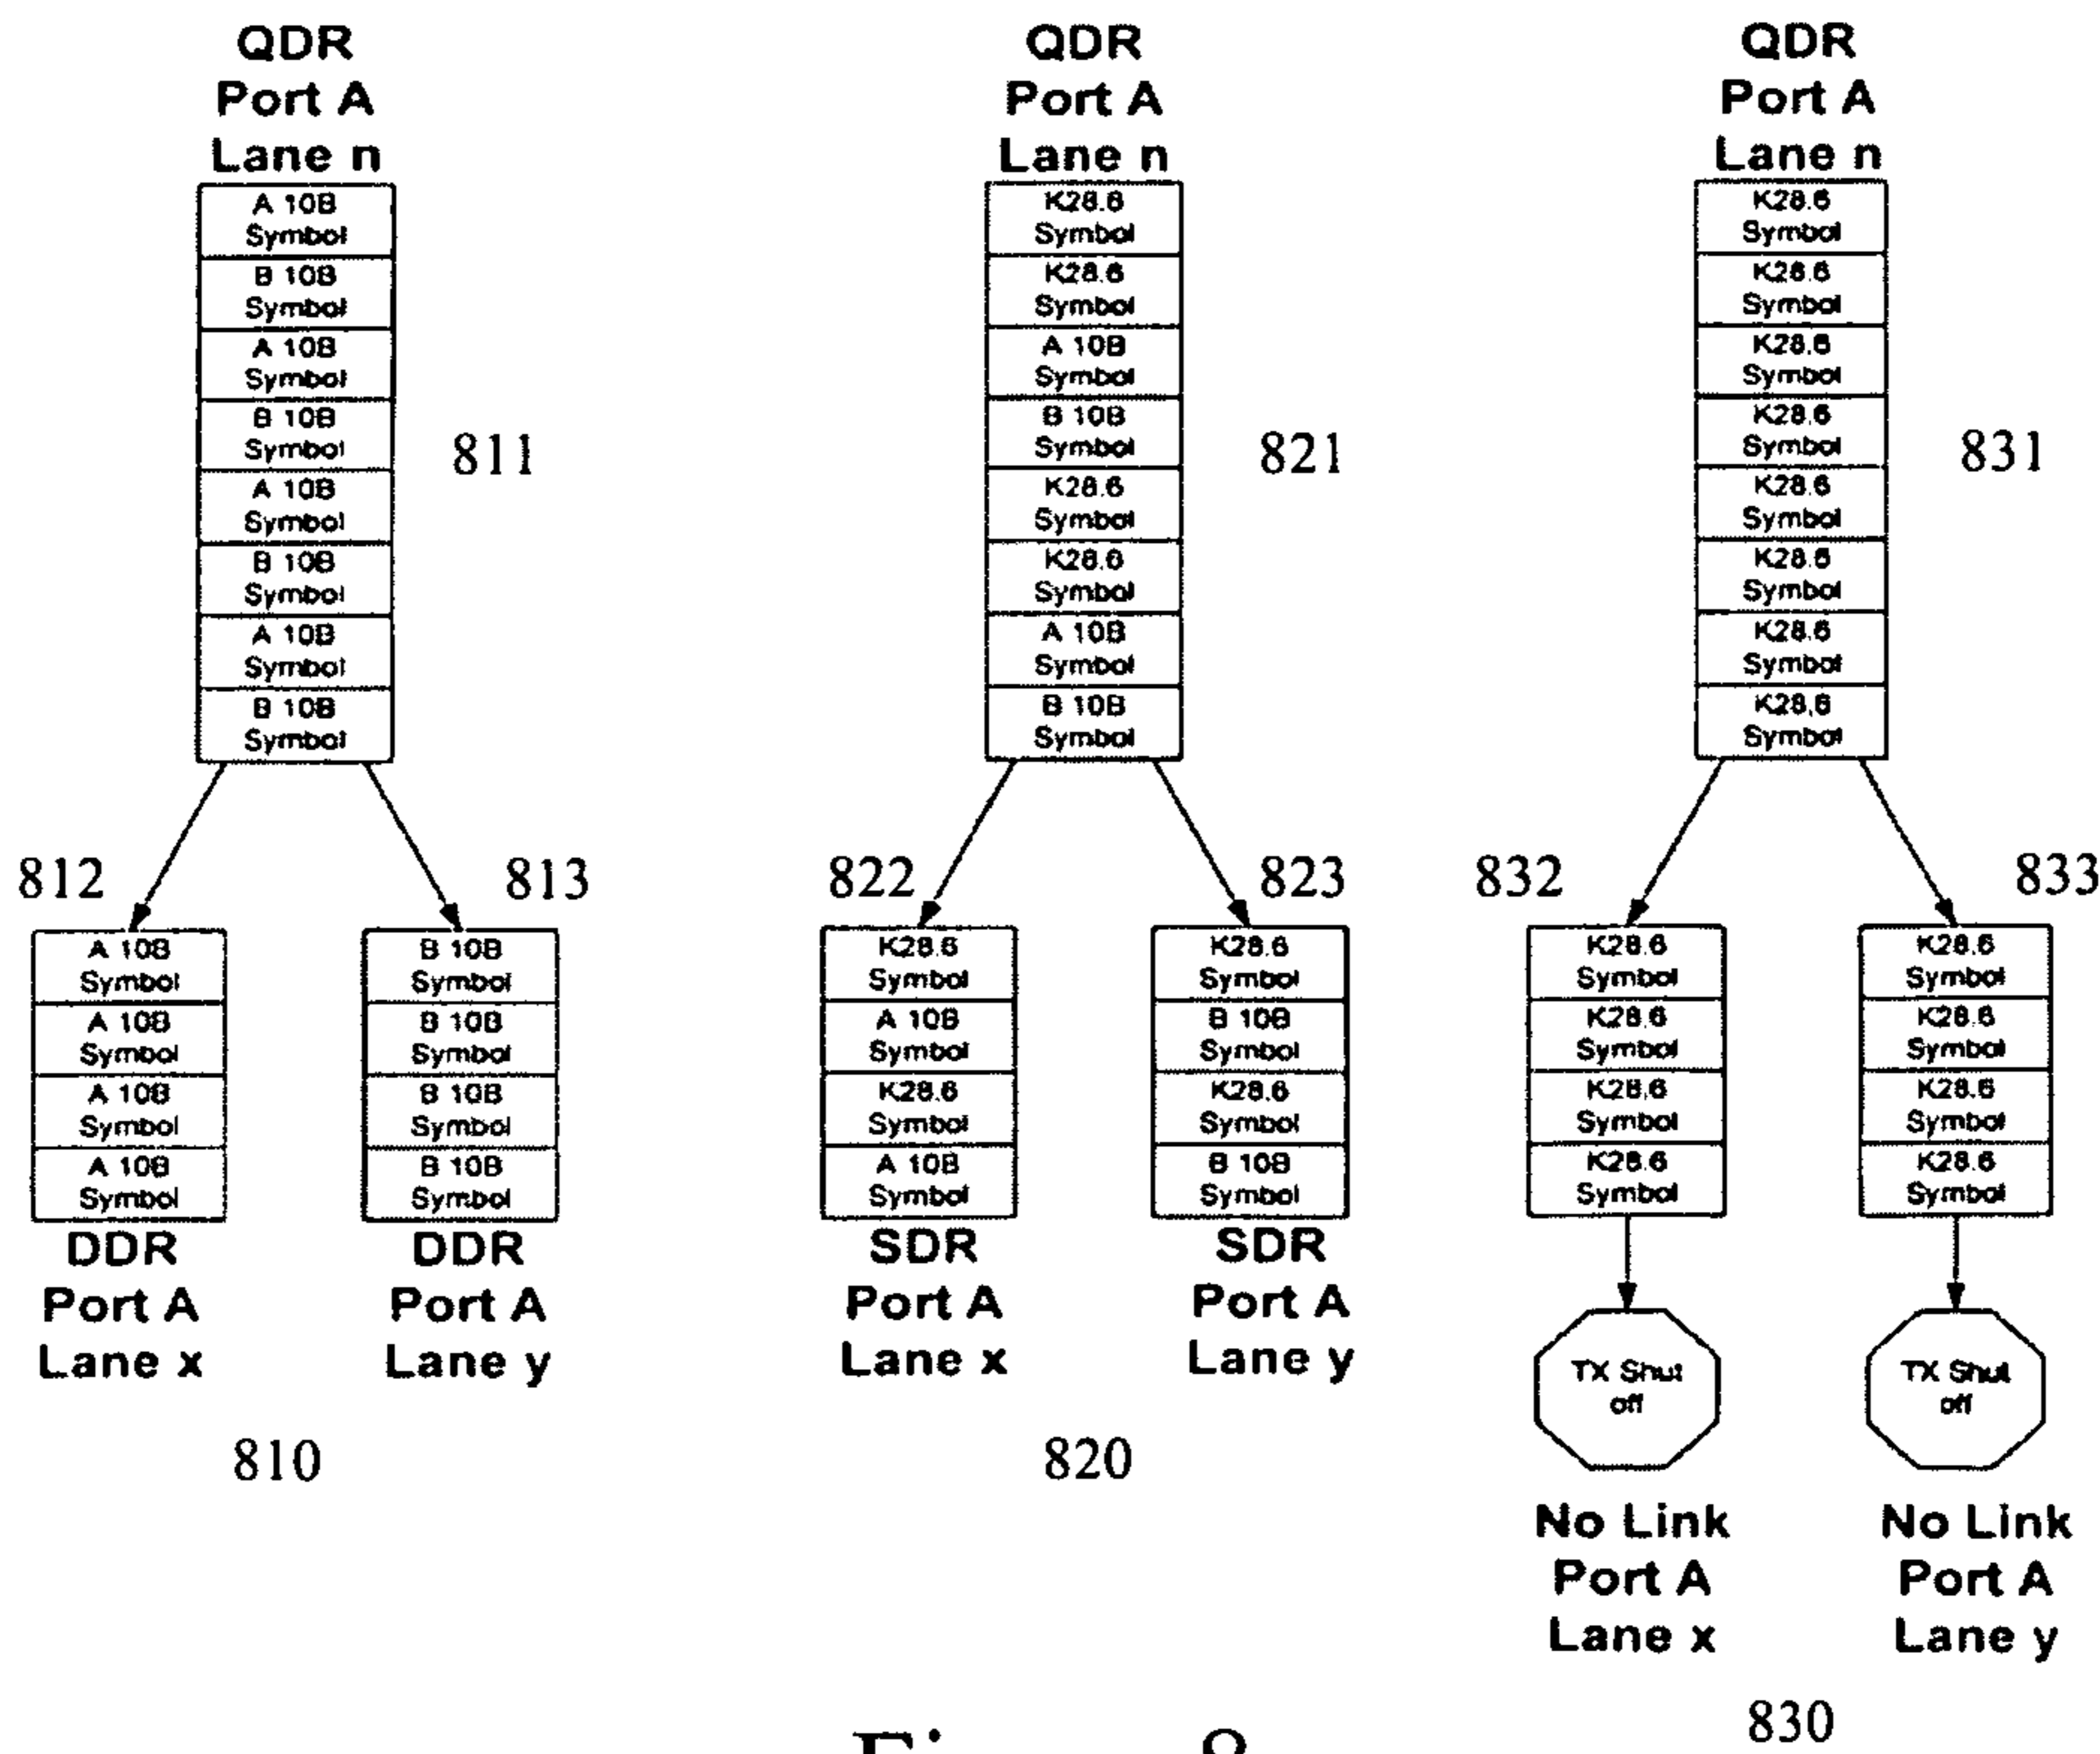 QDR
Port A
Lane n
A 10B
Symbol
B 10B
Symbol
A 10B
Symbol
B 10B
Symbol
A 10B
Symbol
B 10B
Symbol
A 10B
Symbol
B 10B
Symbol
811
812
813
A 10B
Symbol
A 10B
Symbol
A 10B
Symbol
A 10B
Symbol
B 10B
Symbol
B 10B
Symbol
B 10B
Symbol
B 10B
Symbol
DDR
Port A
Lane x
DDR
Port A
Lane y
810
QDR
Port A
Lane n
K28.6
Symbol
K28.6
Symbol
A 10B
Symbol
B 10B
Symbol
K28.6
Symbol
K28.6
Symbol
A 10B
Symbol
B 10B
Symbol
821
822
823
K28.6
Symbol
A 10B
Symbol
K28.6
Symbol
A 10B
Symbol
K28.6
Symbol
B 10B
Symbol
K28.6
Symbol
B 10B
Symbol
SDR
Port A
Lane x
SDR
Port A
Lane y
820
QDR
Port A
Lane n
K28.6
Symbol
K28.6
Symbol
K28.6
Symbol
K28.6
Symbol
K28.6
Symbol
K28.6
Symbol
K28.6
Symbol
K28.6
Symbol
831
832
833
K28.6
Symbol
K28.6
Symbol
K28.6
Symbol
K28.6
Symbol
K28.6
Symbol
K28.6
Symbol
K28.6
Symbol
K28.6
Symbol
TX Shut
off
TX Shut
off
No Link
Port A
Lane x
No Link
Port A
Lane y
830